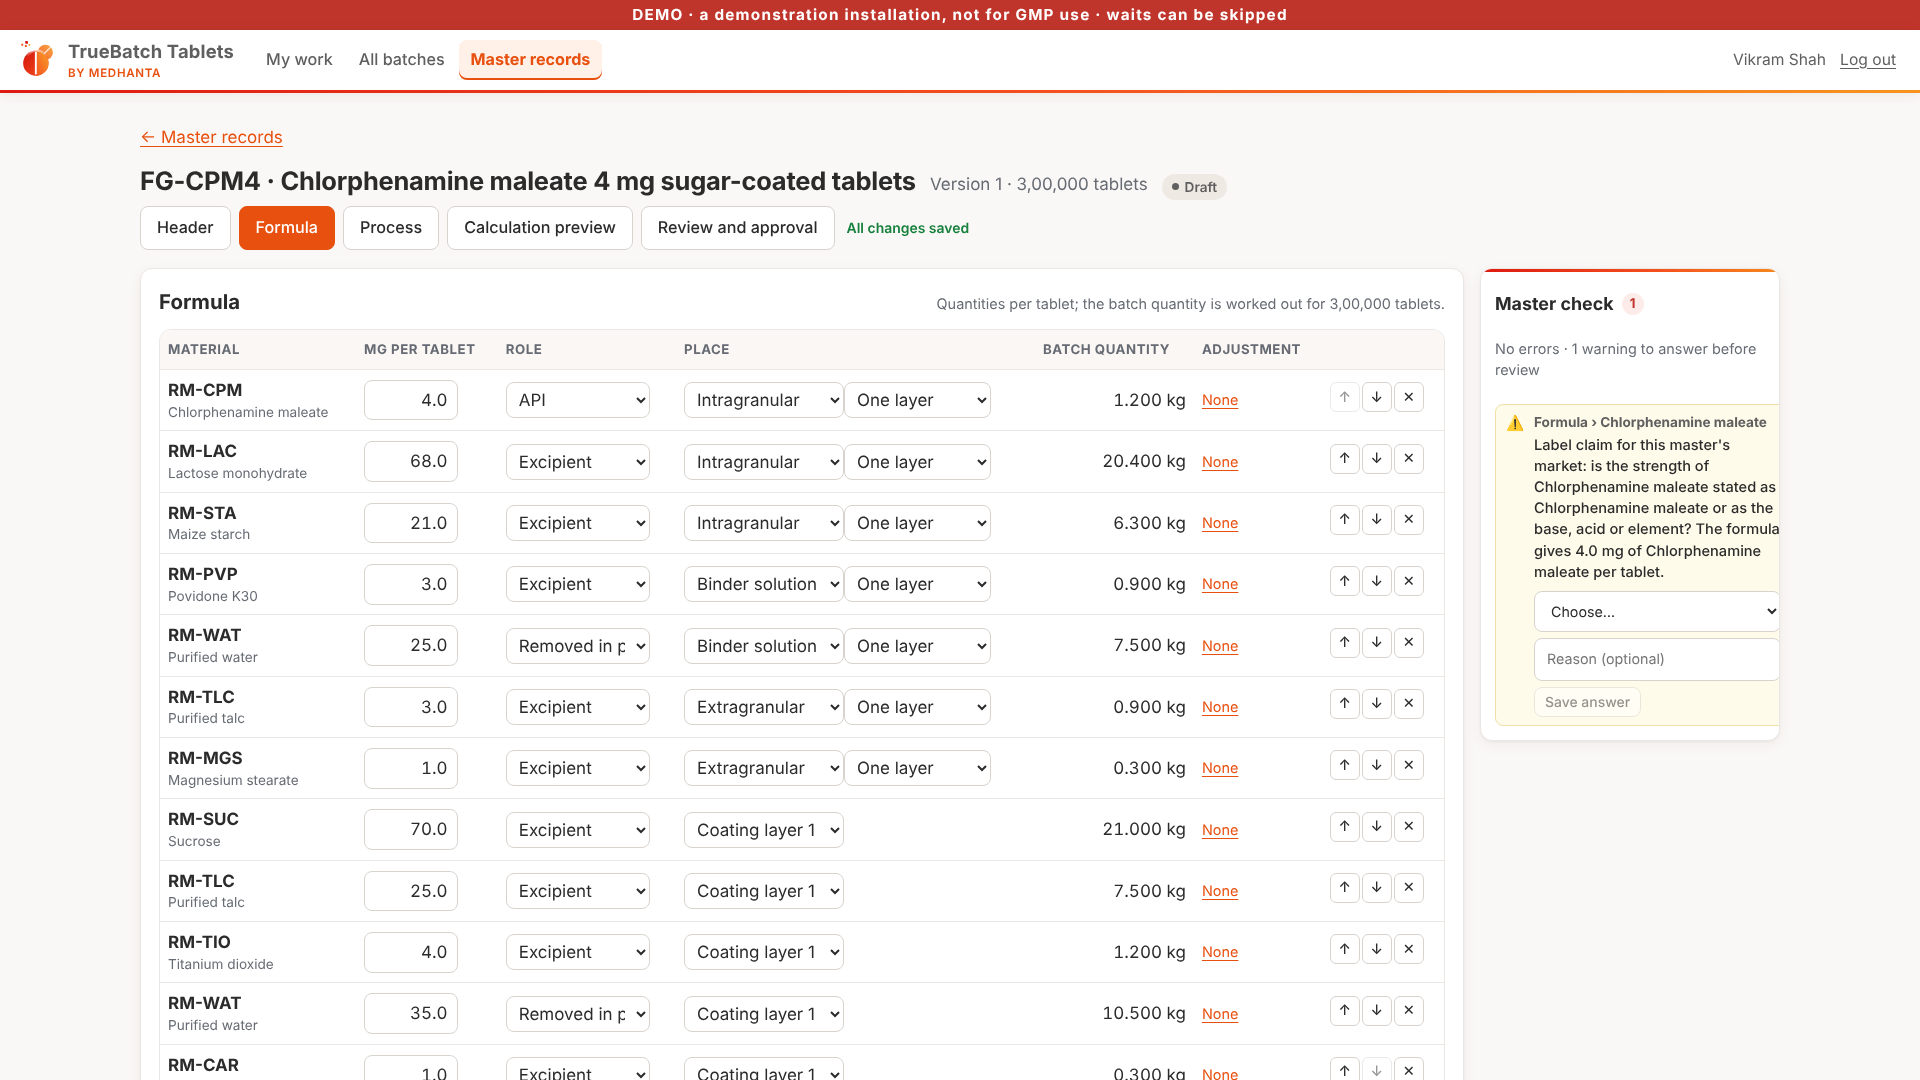 DEMO · a demonstration installation, not for GMP use · waits can be skipped
TrueBatch Tablets
BY MEDHANTA
My work
All batches
Master records
Vikram Shah
Log out
← Master records
FG-CPM4 · Chlorphenamine maleate 4 mg sugar-coated tablets
Version 1 · 3,00,000 tablets
Draft
Header
Formula
Process
Calculation preview
Review and approval
All changes saved
Formula
Quantities per tablet; the batch quantity is worked out for 3,00,000 tablets.
MATERIAL MG PER TABLET ROLE PLACE BATCH QUANTITY ADJUSTMENT
RM-CPM 4.0 API Intragranular One layer 1.200 kg None ↑ ↓ ×
Chlorphenamine maleate
RM-LAC 68.0 Excipient Intragranular One layer 20.400 kg None ↑ ↓ ×
Lactose monohydrate
RM-STA 21.0 Excipient Intragranular One layer 6.300 kg None ↑ ↓ ×
Maize starch
RM-PVP 3.0 Excipient Binder solution One layer 0.900 kg None ↑ ↓ ×
Povidone K30
RM-WAT 25.0 Removed in p Binder solution One layer 7.500 kg None ↑ ↓ ×
Purified water
RM-TLC 3.0 Excipient Extragranular One layer 0.900 kg None ↑ ↓ ×
Purified talc
RM-MGS 1.0 Excipient Extragranular One layer 0.300 kg None ↑ ↓ ×
Magnesium stearate
RM-SUC 70.0 Excipient Coating layer 1 21.000 kg None ↑ ↓ ×
Sucrose
RM-TLC 25.0 Excipient Coating layer 1 7.500 kg None ↑ ↓ ×
Purified talc
RM-TIO 4.0 Excipient Coating layer 1 1.200 kg None ↑ ↓ ×
Titanium dioxide
RM-WAT 35.0 Removed in p Coating layer 1 10.500 kg None ↑ ↓ ×
Purified water
RM-CAR 1.0 Excipient Coating layer 1 0.300 kg None ↑ ↓ ×
Master check 1
No errors · 1 warning to answer before
review
Formula › Chlorphenamine maleate
Label claim for this master's
market: is the strength of
Chlorphenamine maleate stated as
Chlorphenamine maleate or as the
base, acid or element? The formula
gives 4.0 mg of Chlorphenamine
maleate per tablet.
Choose...
Reason (optional)
Save answer